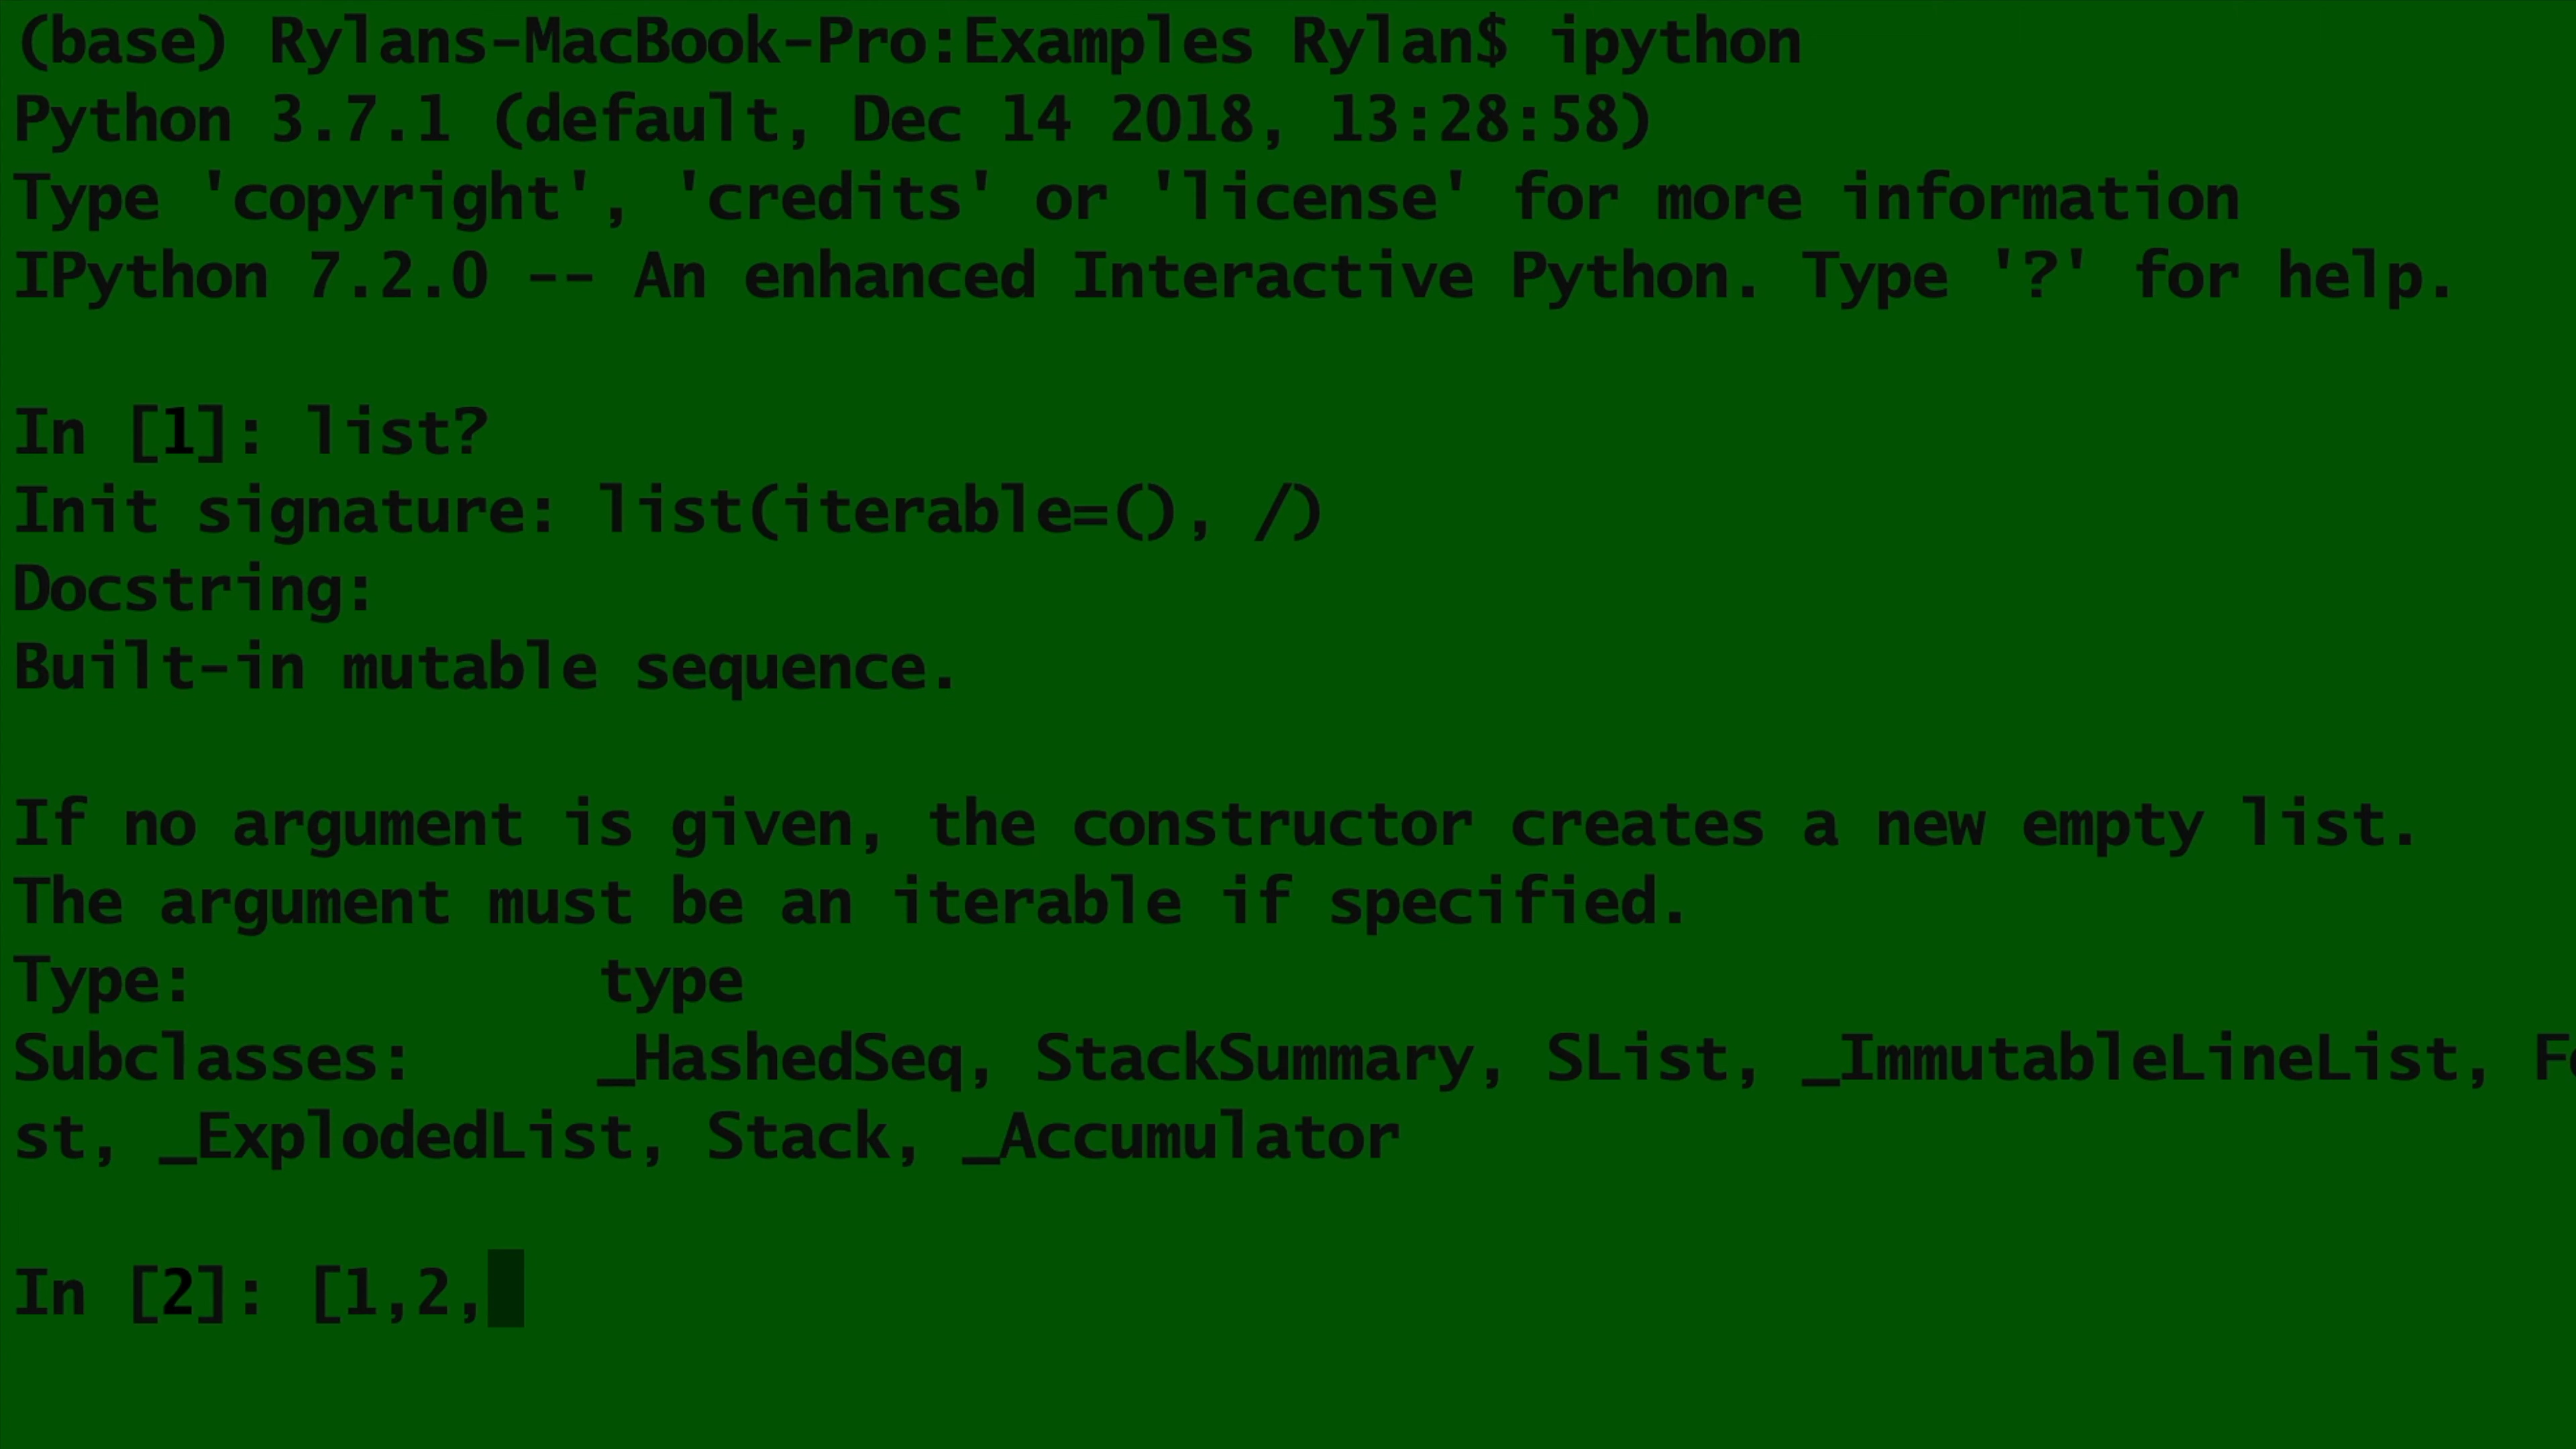 (base) Rylans-MacBook-Pro:Examples Rylan$ ipython
Python 3.7.1 (default, Dec 14 2018, 13:28:58)
Type 'copyright', 'credits' or 'license' for more information
IPython 7.2.0 -- An enhanced Interactive Python. Type '?' for help.
In [1]: list?
Init signature: list(iterable=(), /)
Docstring:
Built-in mutable sequence.
If no argument is given, the constructor creates a new empty list.
The argument must be an iterable if specified.
Type: type
Subclasses: _HashedSeq, StackSummary, SList, _ImmutableLineList,
st, _ExplodedList, Stack, _Accumulator
In [2]: [1,2,